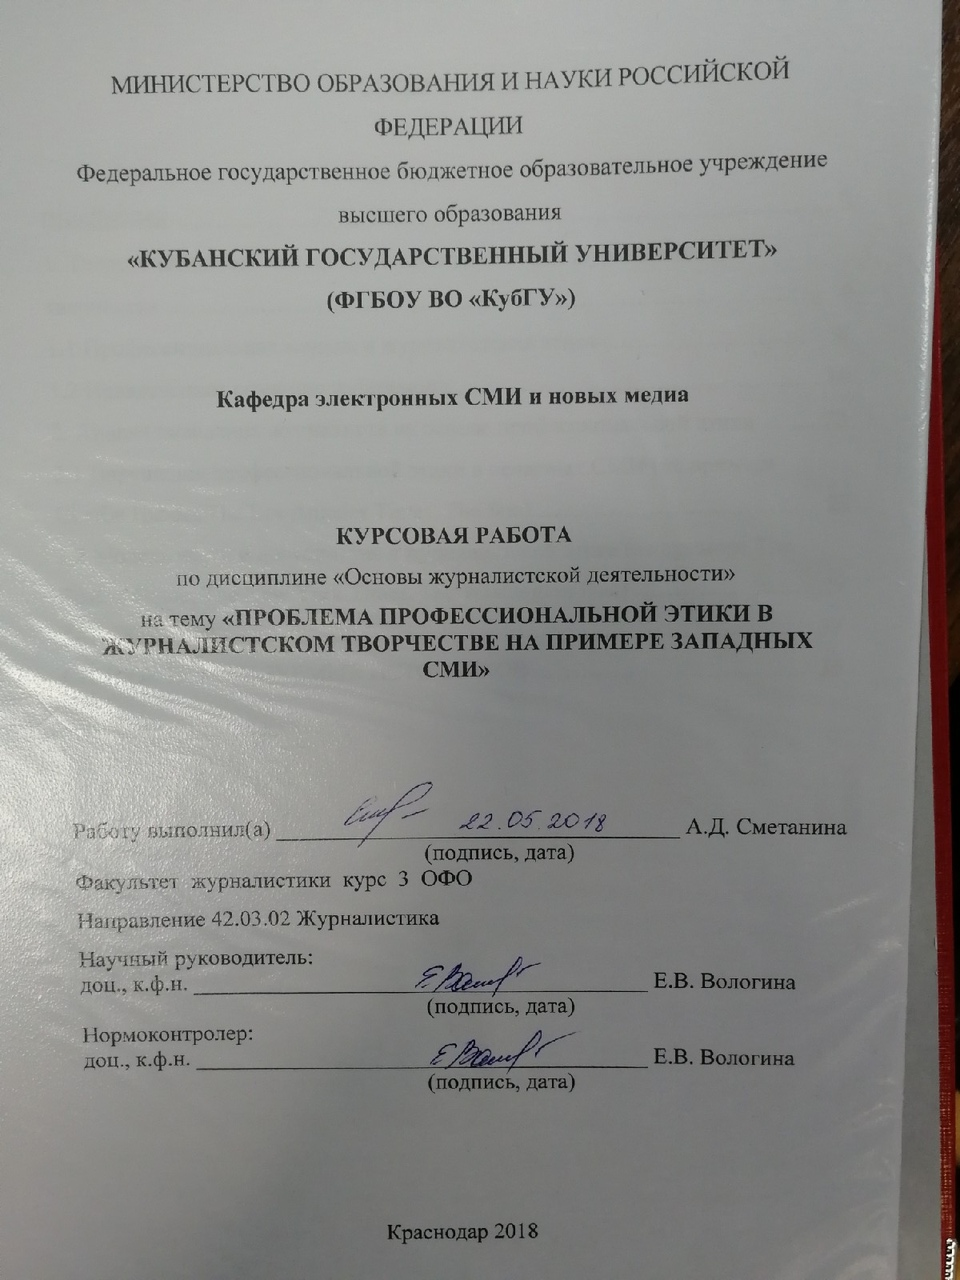 МИНИСТЕРСТВО ОБРАЗОВАНИЯ И НАУКИ РОССИЙСКОЙ
ФЕДЕРАЦИИ
Федеральное государственное бюджетное образовательное учреждение
высшего образования
«КУБАНСКИЙ ГОСУДАРСТВЕННЫЙ УНИВЕРСИТЕТ»
(ФГБОУ ВО «КубГУ»)
Кафедра электронных СМИ и новых медиа
КУРСОВАЯ РАБОТА
по дисциплине «Основы журналистской деятельности»
на тему «ПРОБЛЕМА ПРОФЕССИОНАЛЬНОЙ ЭТИКИ В
ЖУРНАЛИСТСКОМ ТВОРЧЕСТВЕ НА ПРИМЕРЕ ЗАПАДНЫХ
СМИ»
Работу выполнил(а) 22.05.2018 А.Д. Сметанина
(подпись, дата)
Факультет журналистики курс 3 ОФО
Направление 42.03.02 Журналистика
Научный руководитель:
доц., к.ф.н. Е.В. Вологина
(подпись, дата)
Нормоконтролер:
доц., к.ф.н. Е.В. Вологина
(подпись, дата)
Краснодар 2018